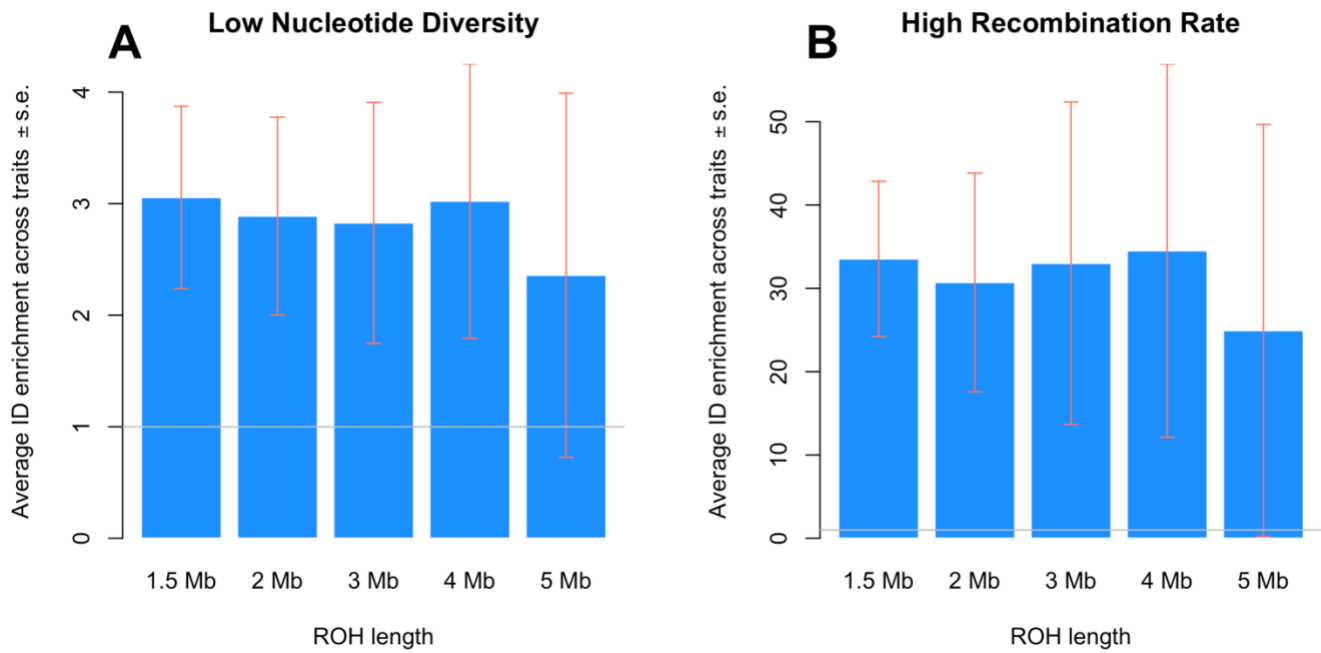 A
Low Nucleotide Diversity
Average ID enrichment across traits ± s.e.
4
3
2
1
0
1.5 Mb 2 Mb 3 Mb 4 Mb 5 Mb
ROH length
B
High Recombination Rate
Average ID enrichment across traits ± s.e.
50
40
30
20
10
0
1.5 Mb 2 Mb 3 Mb 4 Mb 5 Mb
ROH length